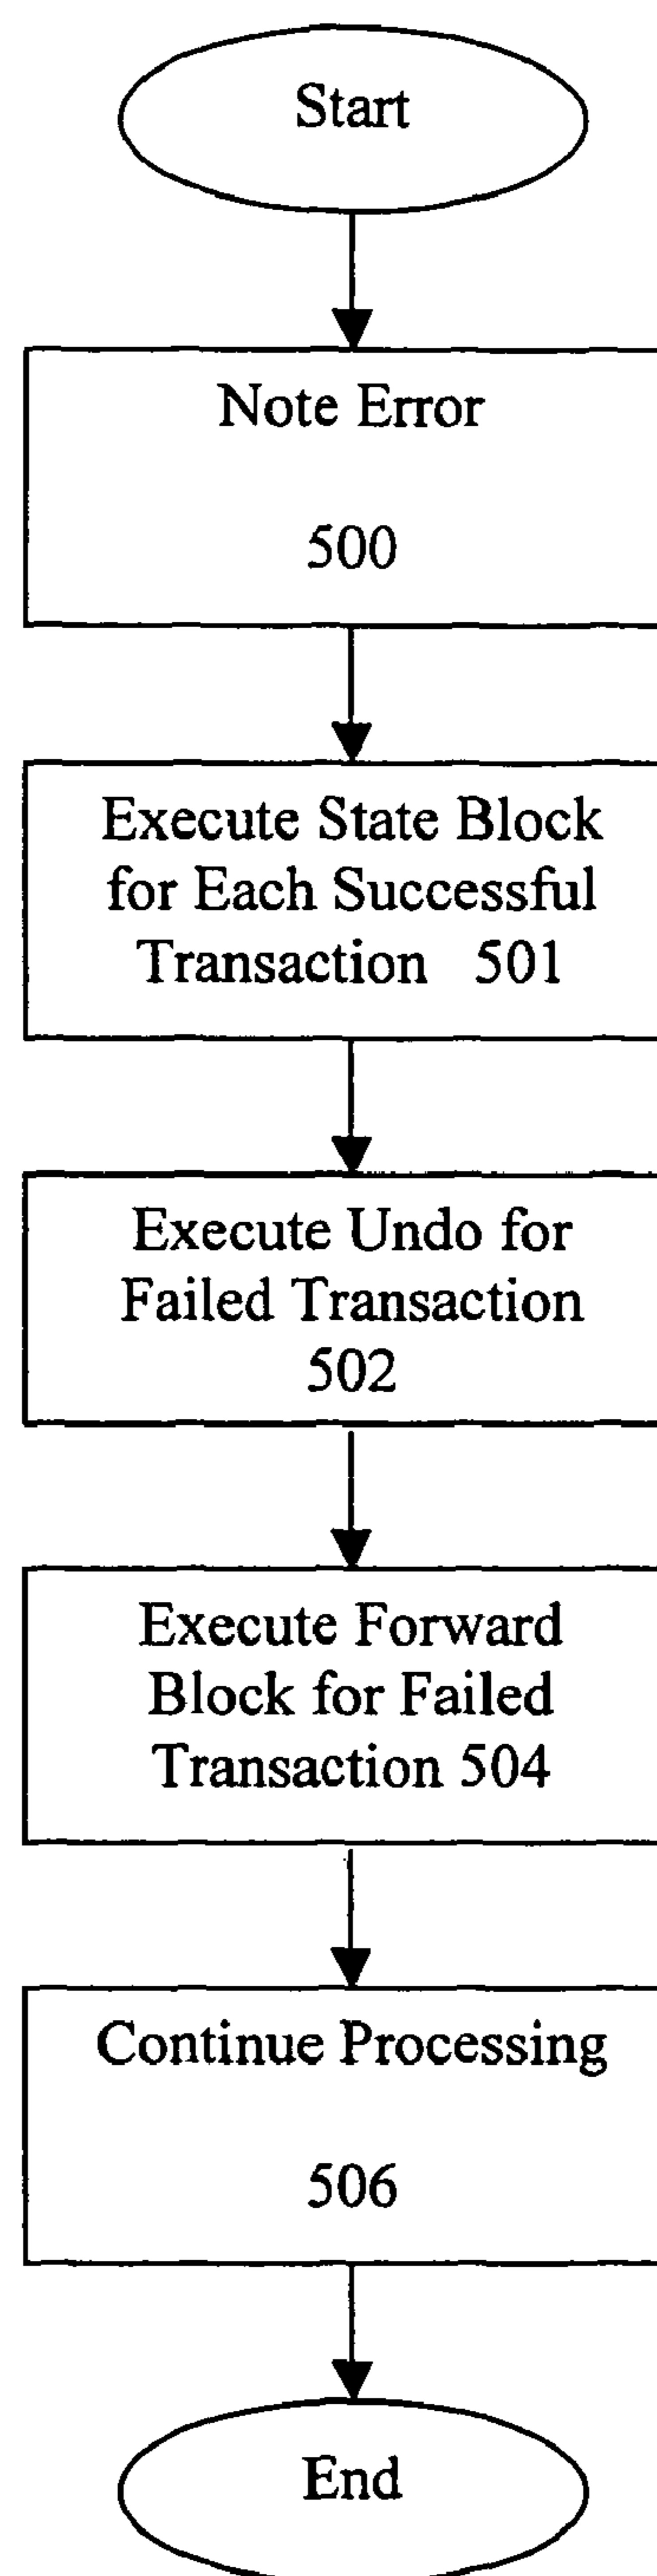 Start
Note Error
500
Execute State Block
for Each Successful
Transaction 501
Execute Undo for
Failed Transaction
502
Execute Forward
Block for Failed
Transaction 504
Continue Processing
506
End